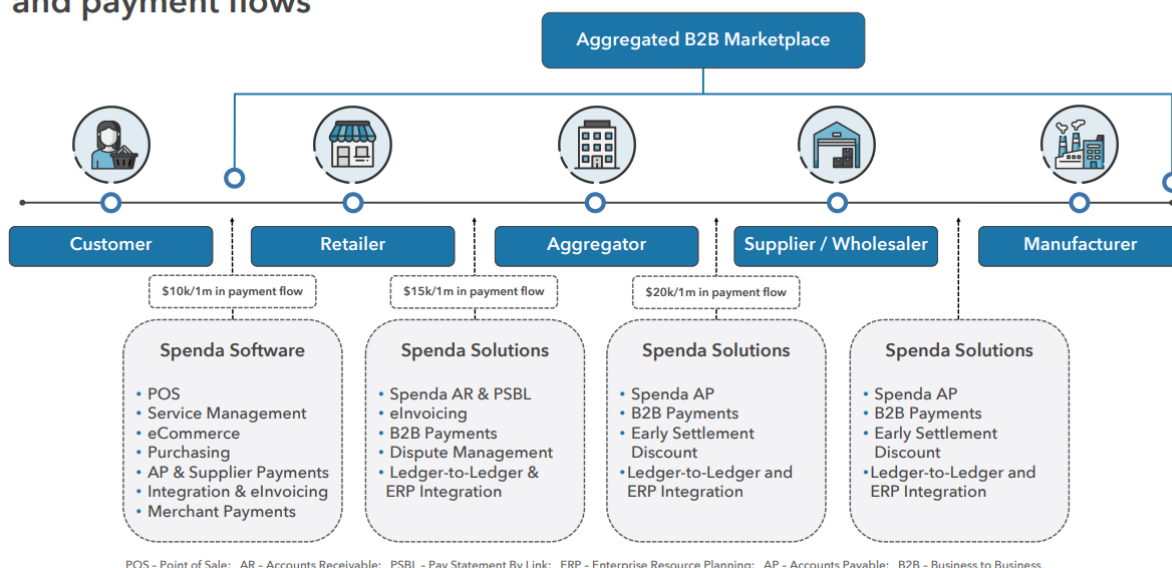 and payment flows
Aggregated B2B Marketplace
Customer
Retailer
Aggregator
Supplier / Wholesaler
Manufacturer
$10k/1m in payment flow
$15k/1m in payment flow
$20k/1m in payment flow
Spenda Software
• POS
• Service Management
• eCommerce
• Purchasing
• AP & Supplier Payments
• Integration & eInvoicing
• Merchant Payments
Spenda Solutions
• Spenda AR & PSBL
• eInvoicing
• B2B Payments
• Dispute Management
• Ledger-to-Ledger &
ERP Integration
Spenda Solutions
• Spenda AP
• B2B Payments
• Early Settlement
Discount
• Ledger-to-Ledger and
ERP Integration
Spenda Solutions
• Spenda AP
• B2B Payments
• Early Settlement
Discount
• Ledger-to-Ledger and
ERP Integration
POS – Point of Sale; AR – Accounts Receivable; PSBL – Pay Statement By Link; ERP – Enterprise Resource Planning; AP – Accounts Payable; B2B – Business to Business